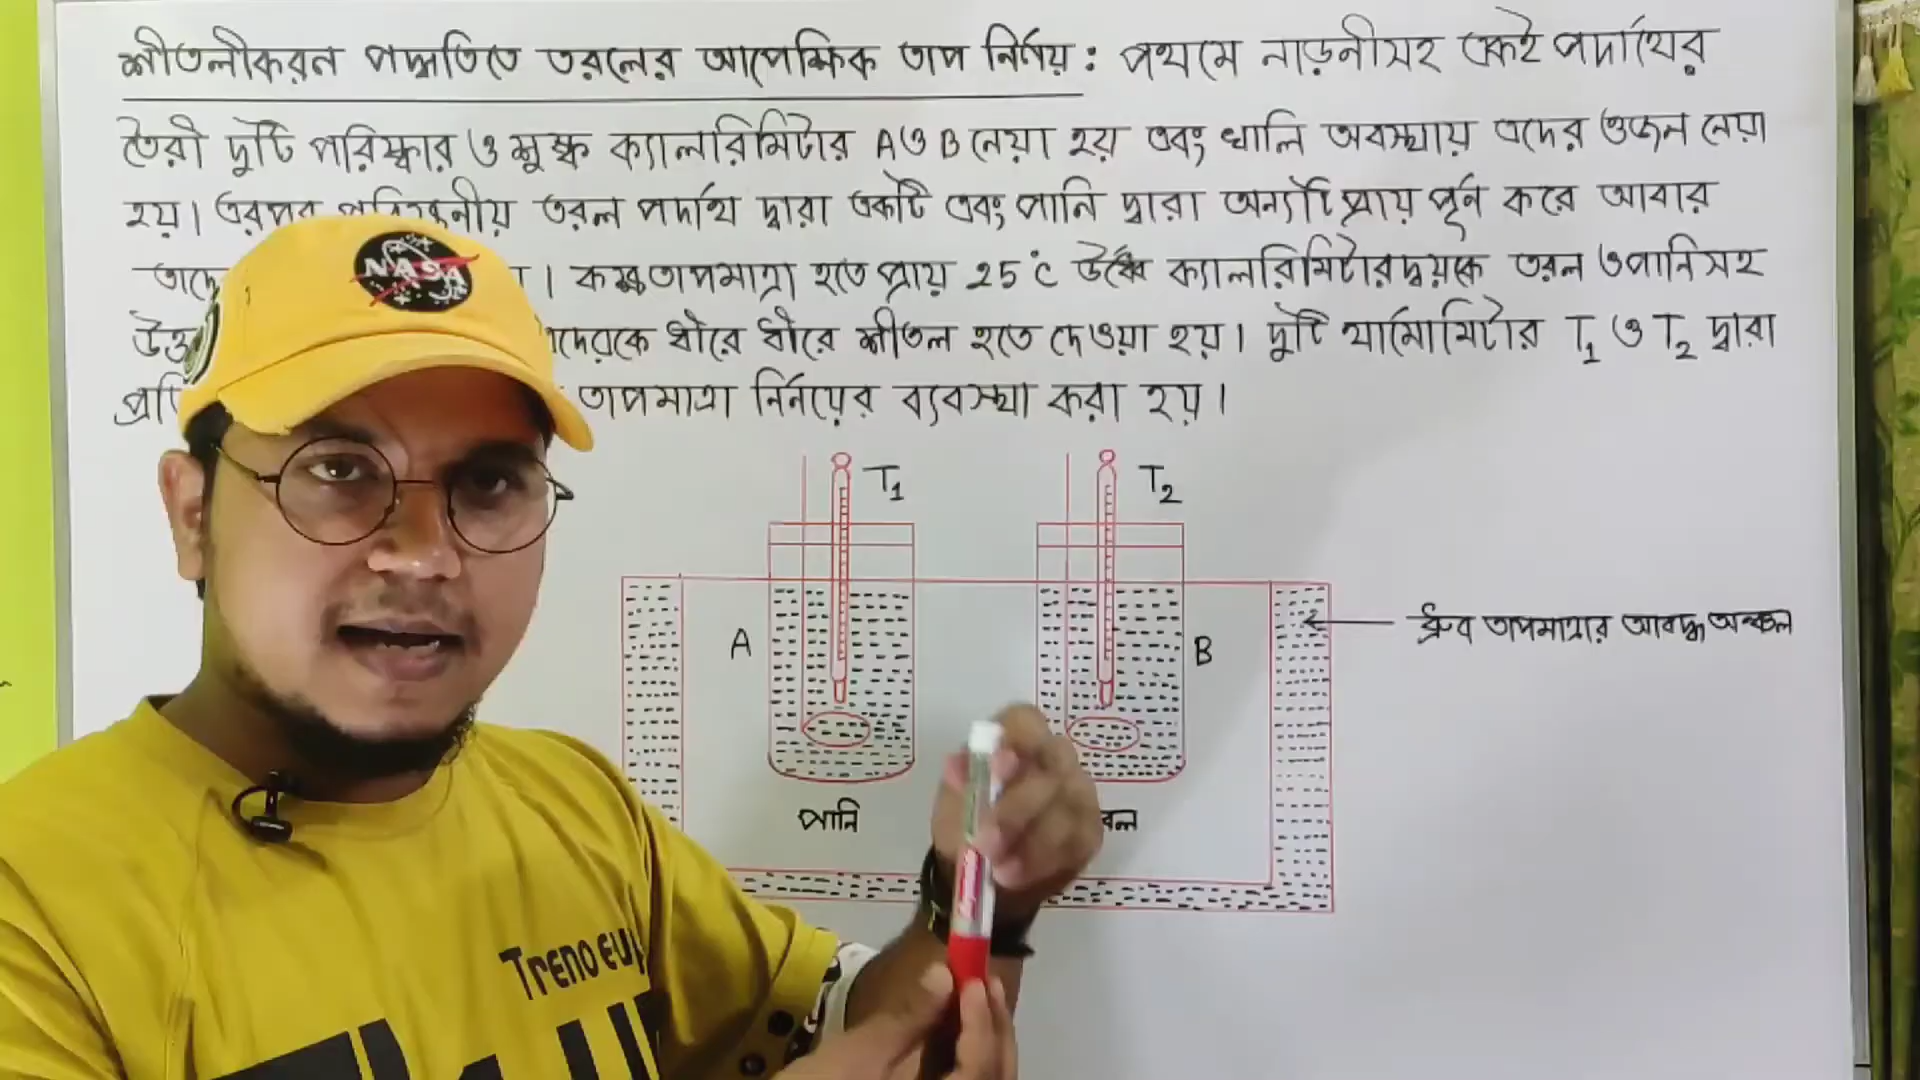 শীতলীকরন পদ্ধতিতে তরলের আপেক্ষিক তাপ নির্ণয় : প্রথমে নাড়নীসহ একই পদার্থের
তৈরী দুটি পরিষ্কার ও শুষ্ক ক্যালরিমিটার A ও B নেয়া হয় এবং খালি অবস্থায় এদের ওজন নেয়া
হয়। এরপর তরল পদার্থ দ্বারা একটি এবং পানি দ্বারা অন্যটি প্রায় পূর্ন করে আবার
। কক্ষতাপমাত্রা হতে প্রায় 25°C উর্ধ্বে ক্যালরিমিটারদ্বয়কে তরল ও পানিসহ
ধীরে ধীরে শীতল হতে দেওয়া হয়। দুটি থার্মোমিটার T1 ও T2 দ্বারা
তাপমাত্রা নির্নয়ের ব্যবস্থা করা হয়।
T1
T2
A
B
ধ্রুব তাপমাত্রার আবদ্ধ অঞ্চল
পানি
NASA
Treno